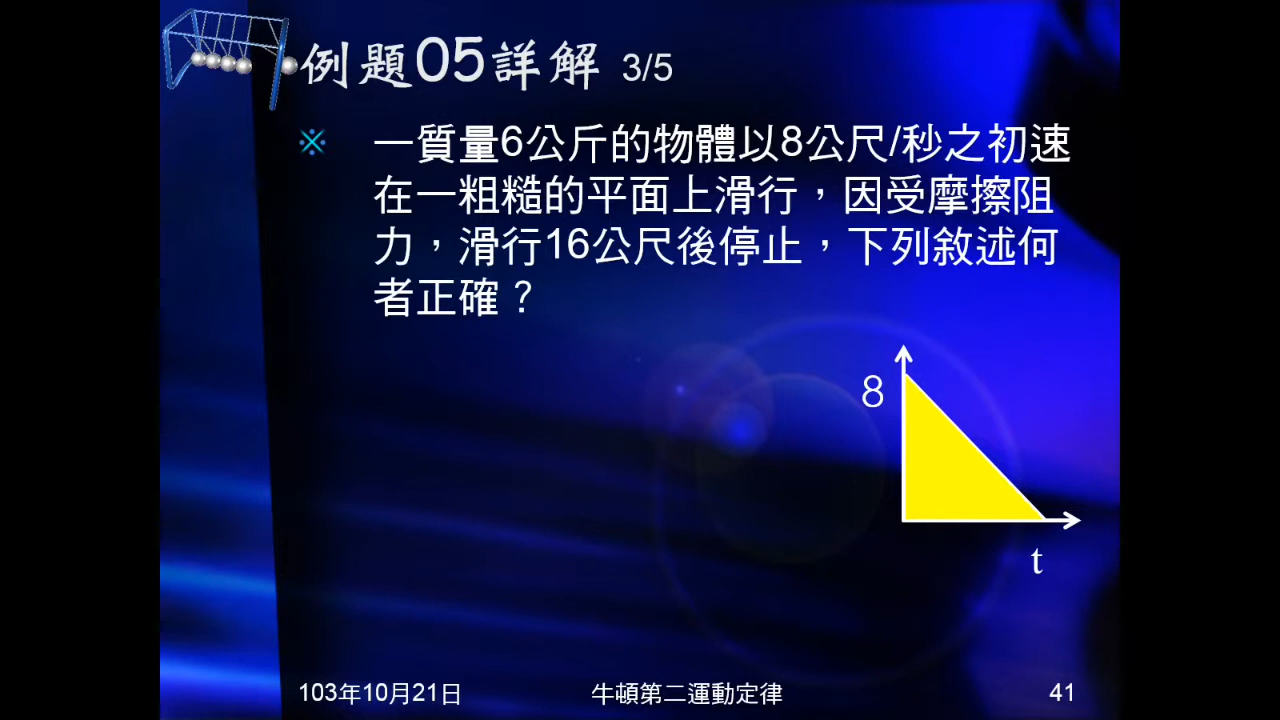 例題05詳解 3/5
※ 一質量6公斤的物體以8公尺/秒之初速
在一粗糙的平面上滑行，因受摩擦阻
力，滑行16公尺後停止，下列敘述何
者正確？
8
t
103年10月21日 牛頓第二運動定律 41